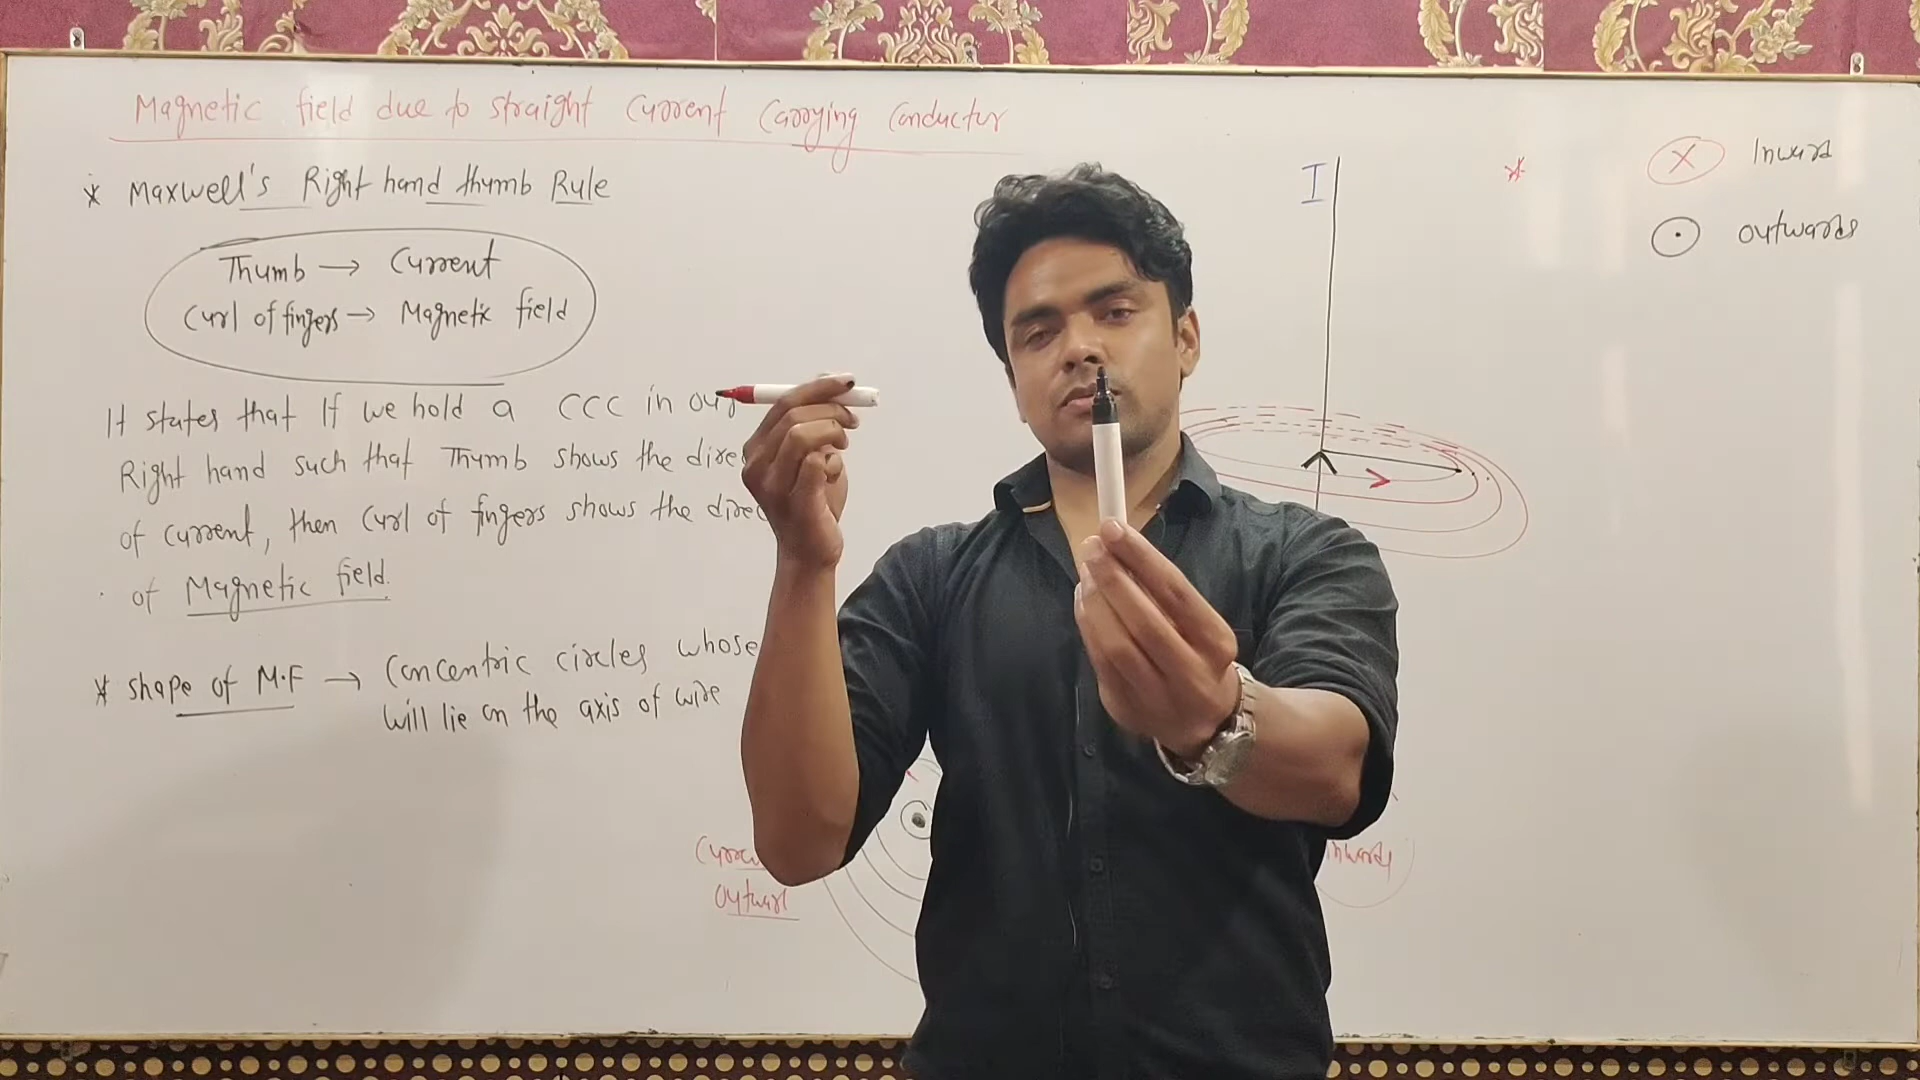 Magnetic field due to straight Current Carrying Conductor
* Maxwell's Right hand thumb Rule
Thumb → Current
Curl of fingers → Magnetic field
It states that If we hold a CCC in our
Right hand such that Thumb shows the dire
of current, then Curl of fingers shows the direc
of Magnetic field.
* shape of M.F → Concentric circles whose
will lie on the axis of wire
I
*
X Inward
outwards
Curre
outward
inwards